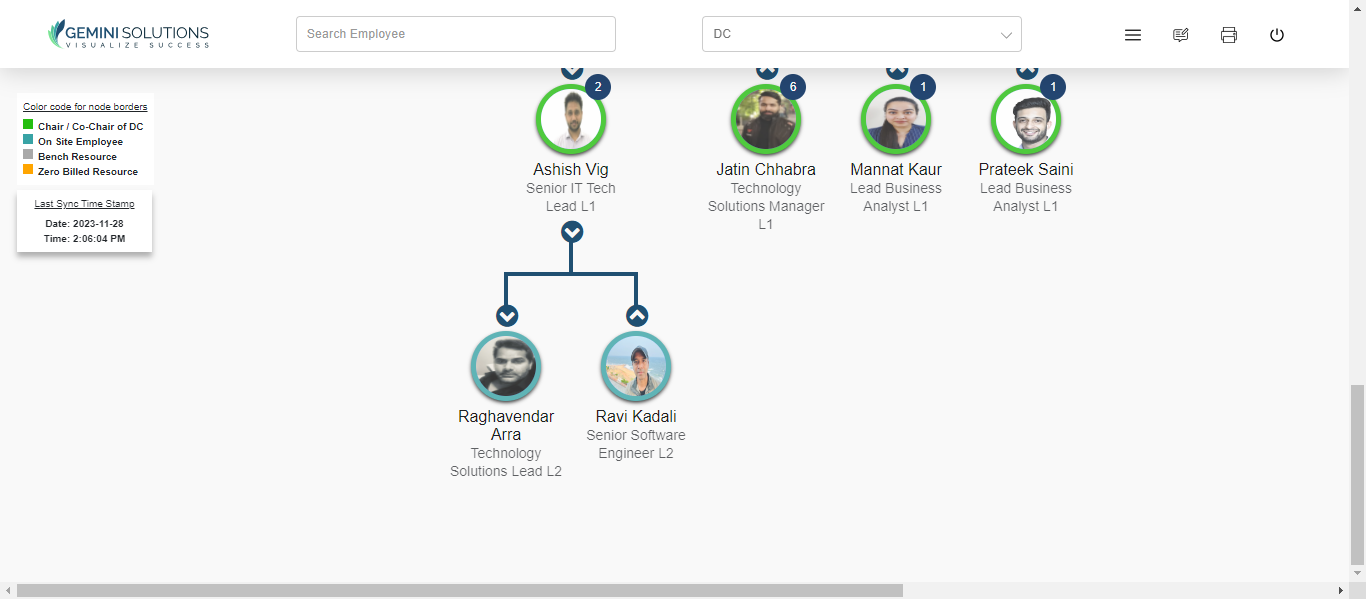 GEMINI SOLUTIONS
VISUALIZE SUCCESS
Search Employee
DC
Color code for node borders
Chair / Co-Chair of DC
On Site Employee
Bench Resource
Zero Billed Resource
Last Sync Time Stamp
Date: 2023-11-28
Time: 2:06:04 PM
2
Ashish Vig
Senior IT Tech
Lead L1
6
Jatin Chhabra
Technology
Solutions Manager
L1
1
Mannat Kaur
Lead Business
Analyst L1
1
Prateek Saini
Lead Business
Analyst L1
Raghavendar
Arra
Technology
Solutions Lead L2
Ravi Kadali
Senior Software
Engineer L2